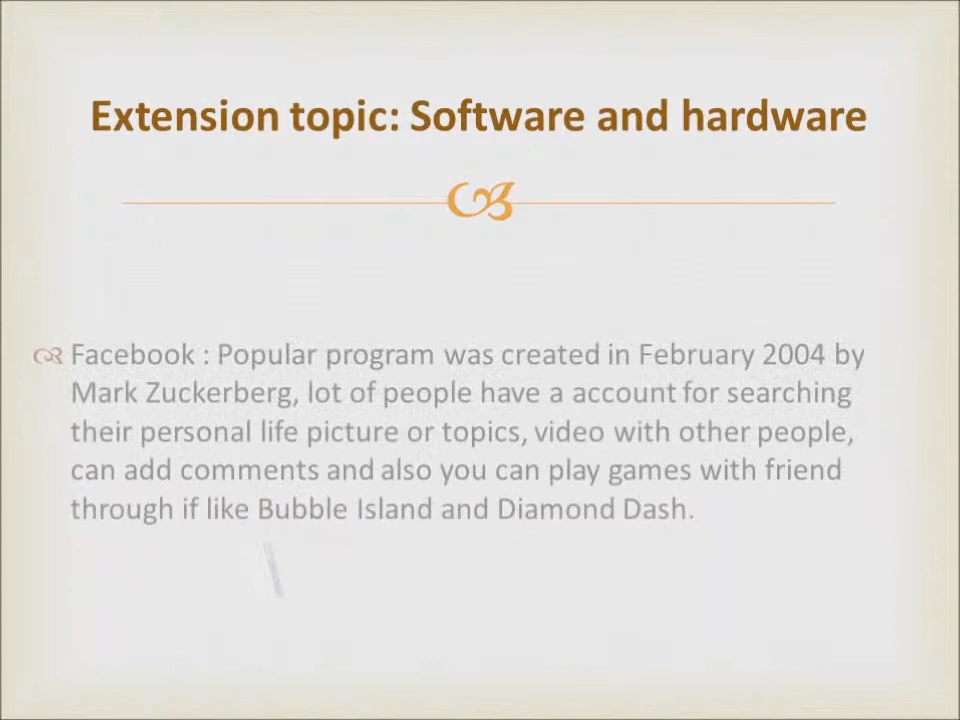 Extension topic: Software and hardware
Facebook : Popular program was created in February 2004 by
Mark Zuckerberg, lot of people have a account for searching
their personal life picture or topics, video with other people,
can add comments and also you can play games with friend
through if like Bubble Island and Diamond Dash.